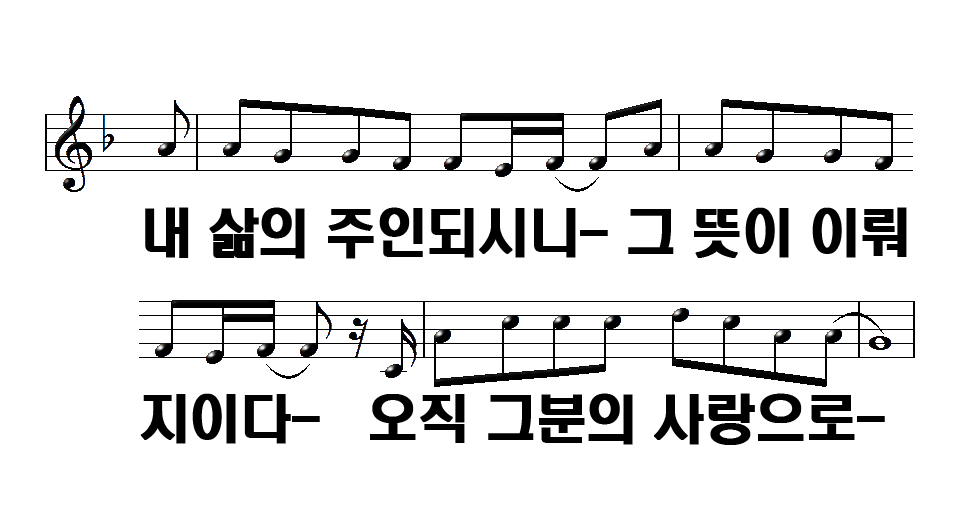 내 삶의 주인되시니- 그 뜻이 이뤄
지이다- 오직 그분의 사랑으로-